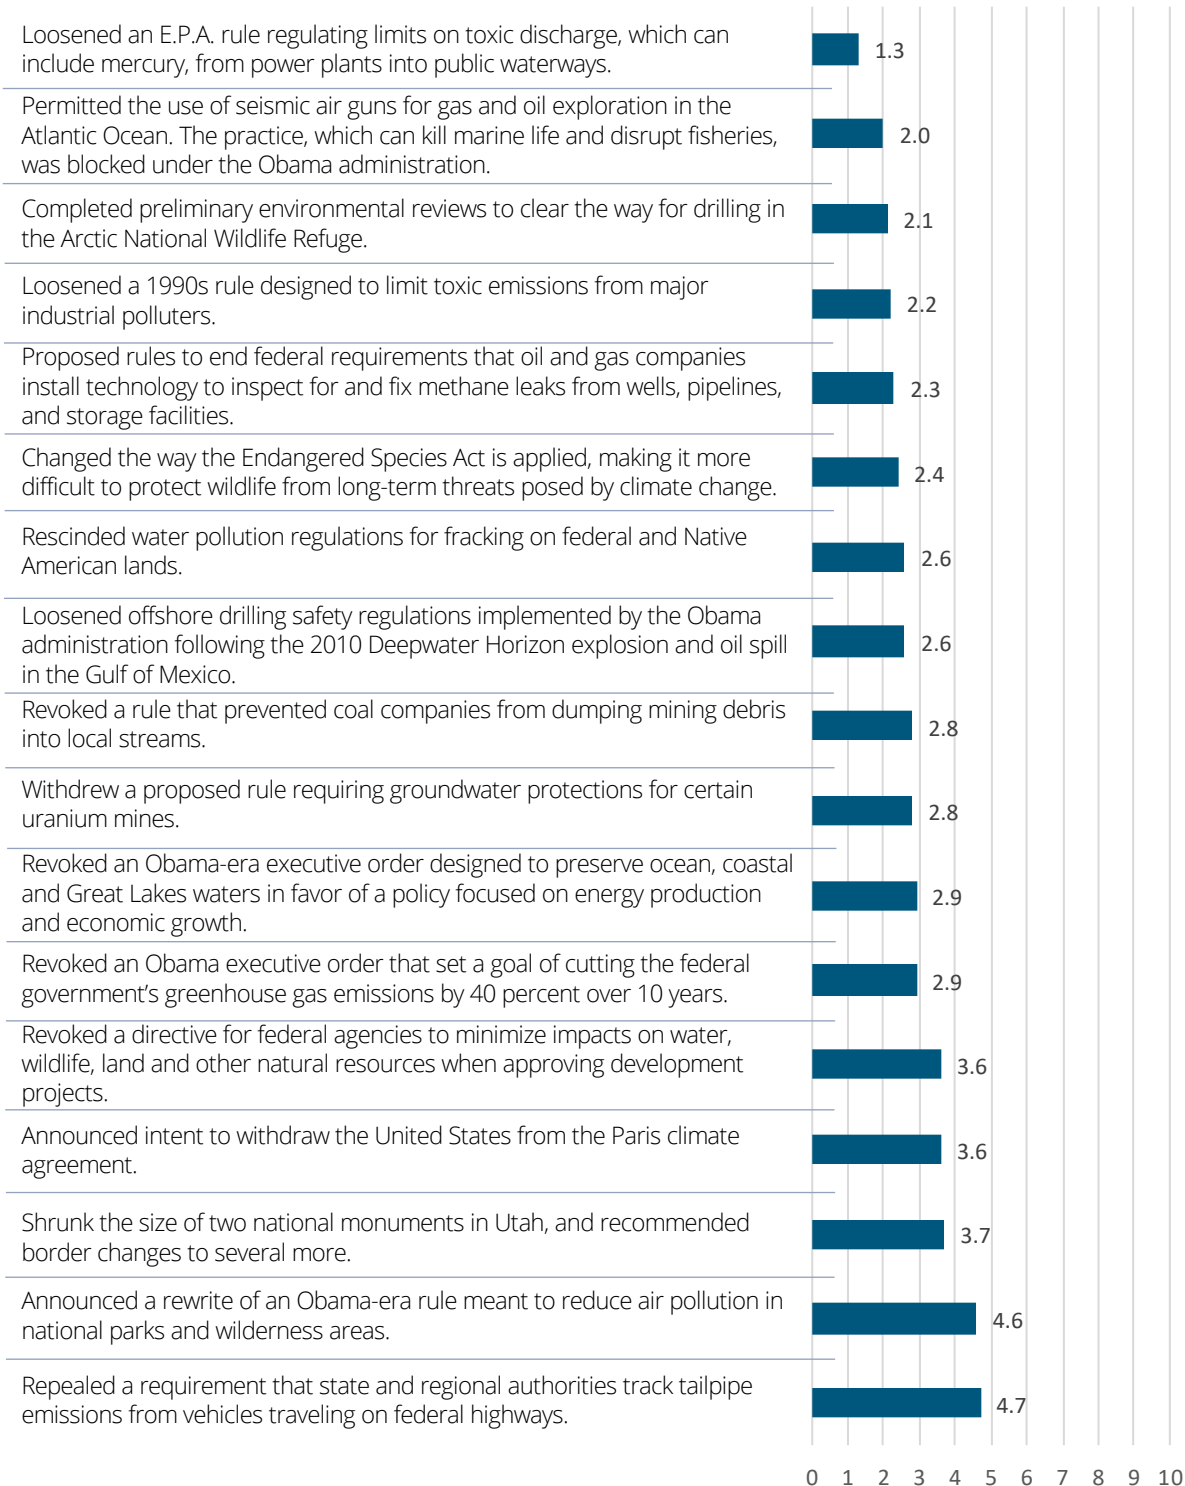 Loosened an E.P.A. rule regulating limits on toxic discharge, which can
include mercury, from power plants into public waterways.
1.3
Permitted the use of seismic air guns for gas and oil exploration in the
Atlantic Ocean. The practice, which can kill marine life and disrupt fisheries,
was blocked under the Obama administration.
2.0
Completed preliminary environmental reviews to clear the way for drilling in
the Arctic National Wildlife Refuge.
2.1
Loosened a 1990s rule designed to limit toxic emissions from major
industrial polluters.
2.2
Proposed rules to end federal requirements that oil and gas companies
install technology to inspect for and fix methane leaks from wells, pipelines,
and storage facilities.
2.3
Changed the way the Endangered Species Act is applied, making it more
difficult to protect wildlife from long-term threats posed by climate change.
2.4
Rescinded water pollution regulations for fracking on federal and Native
American lands.
2.6
Loosened offshore drilling safety regulations implemented by the Obama
administration following the 2010 Deepwater Horizon explosion and oil spill
in the Gulf of Mexico.
2.6
Revoked a rule that prevented coal companies from dumping mining debris
into local streams.
2.8
Withdrew a proposed rule requiring groundwater protections for certain
uranium mines.
2.8
Revoked an Obama-era executive order designed to preserve ocean, coastal
and Great Lakes waters in favor of a policy focused on energy production
and economic growth.
2.9
Revoked an Obama executive order that set a goal of cutting the federal
government’s greenhouse gas emissions by 40 percent over 10 years.
2.9
Revoked a directive for federal agencies to minimize impacts on water,
wildlife, land and other natural resources when approving development
projects.
3.6
Announced intent to withdraw the United States from the Paris climate
agreement.
3.6
Shrunk the size of two national monuments in Utah, and recommended
border changes to several more.
3.7
Announced a rewrite of an Obama-era rule meant to reduce air pollution in
national parks and wilderness areas.
4.6
Repealed a requirement that state and regional authorities track tailpipe
emissions from vehicles traveling on federal highways.
4.7
0 1 2 3 4 5 6 7 8 9 10